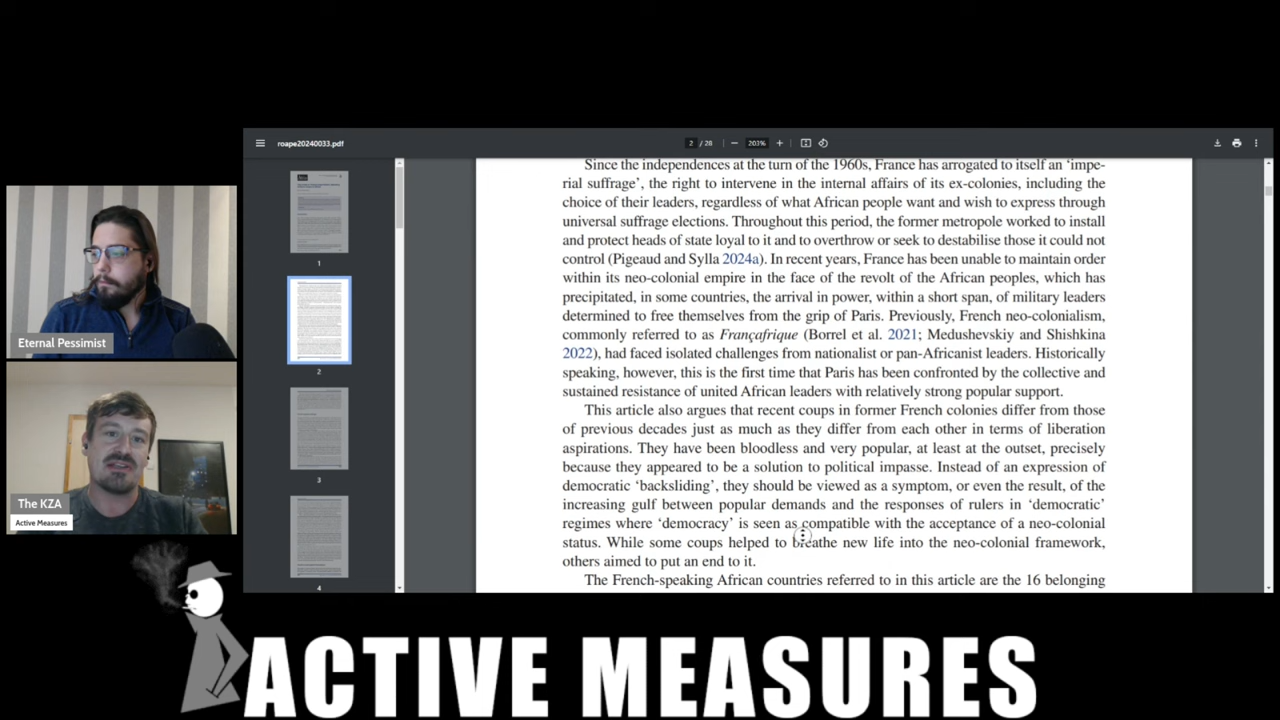 roape20240033.pdf
2 / 28
203%
Since the independences at the turn of the 1960s, France has arrogated to itself an ‘impe-
rial suffrage’, the right to intervene in the internal affairs of its ex-colonies, including the
choice of their leaders, regardless of what African people want and wish to express through
universal suffrage elections. Throughout this period, the former metropole worked to install
and protect heads of state loyal to it and to overthrow or seek to destabilise those it could not
control (Pigeaud and Sylla 2024a). In recent years, France has been unable to maintain order
within its neo-colonial empire in the face of the revolt of the African peoples, which has
precipitated, in some countries, the arrival in power, within a short span, of military leaders
determined to free themselves from the grip of Paris. Previously, French neo-colonialism,
commonly referred to as Françafrique (Borrel et al. 2021; Medushevskiy and Shishkina
2022), had faced isolated challenges from nationalist or pan-Africanist leaders. Historically
speaking, however, this is the first time that Paris has been confronted by the collective and
sustained resistance of united African leaders with relatively strong popular support.
This article also argues that recent coups in former French colonies differ from those
of previous decades just as much as they differ from each other in terms of liberation
aspirations. They have been bloodless and very popular, at least at the outset, precisely
because they appeared to be a solution to political impasse. Instead of an expression of
democratic ‘backsliding’, they should be viewed as a symptom, or even the result, of the
increasing gulf between popular demands and the responses of rulers in ‘democratic’
regimes where ‘democracy’ is seen as compatible with the acceptance of a neo-colonial
status. While some coups helped to breathe new life into the neo-colonial framework,
others aimed to put an end to it.
The French-speaking African countries referred to in this article are the 16 belonging
1
2
3
4
Eternal Pessimist
The KZA
Active Measures
ACTIVE MEASURES